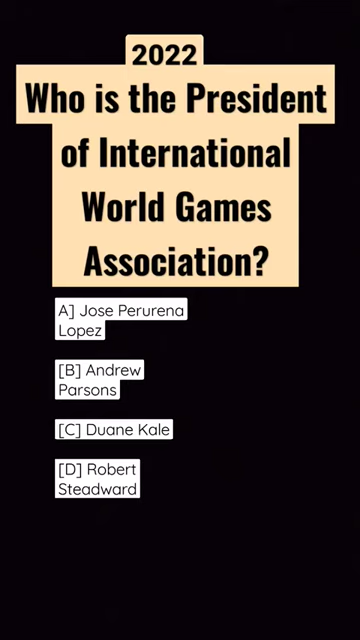 2022
Who is the President
of International
World Games
Association?
A] Jose Perurena
Lopez
[B] Andrew
Parsons
[C] Duane Kale
[D] Robert
Steadward